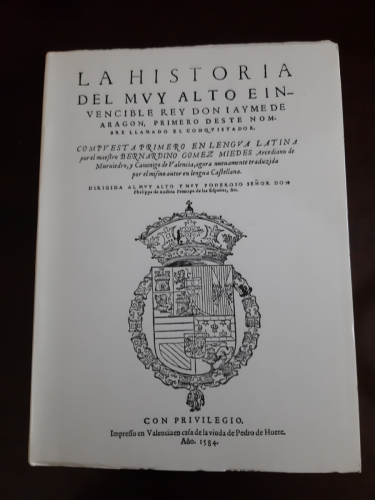 LA HISTORIA
DEL MVY ALTO E IN-
VENCIBLE REY DON IAYME DE
ARAGON, PRIMERO DESTE NOM-
BRE LLAMADO EL CONQVISTADOR.
COMPVESTA PRIMERO EN LENGVA LATINA
por el maestro BERNARDINO GOMEZ MIEDES Arcediano de
Muruiedro, y Canonigo de Valencia, agora nueuamente traduzida
por el mismo autor en lengua Castellana.
DIRIGIDA AL MVY ALTO Y MVY PODEROSO SEÑOR DON
Philippe de Austria Principe de las Españas, &c.
CON PRIVILEGIO,
Impresso en Valencia en casa de la viuda de Pedro de Huete.
Año. 1584.